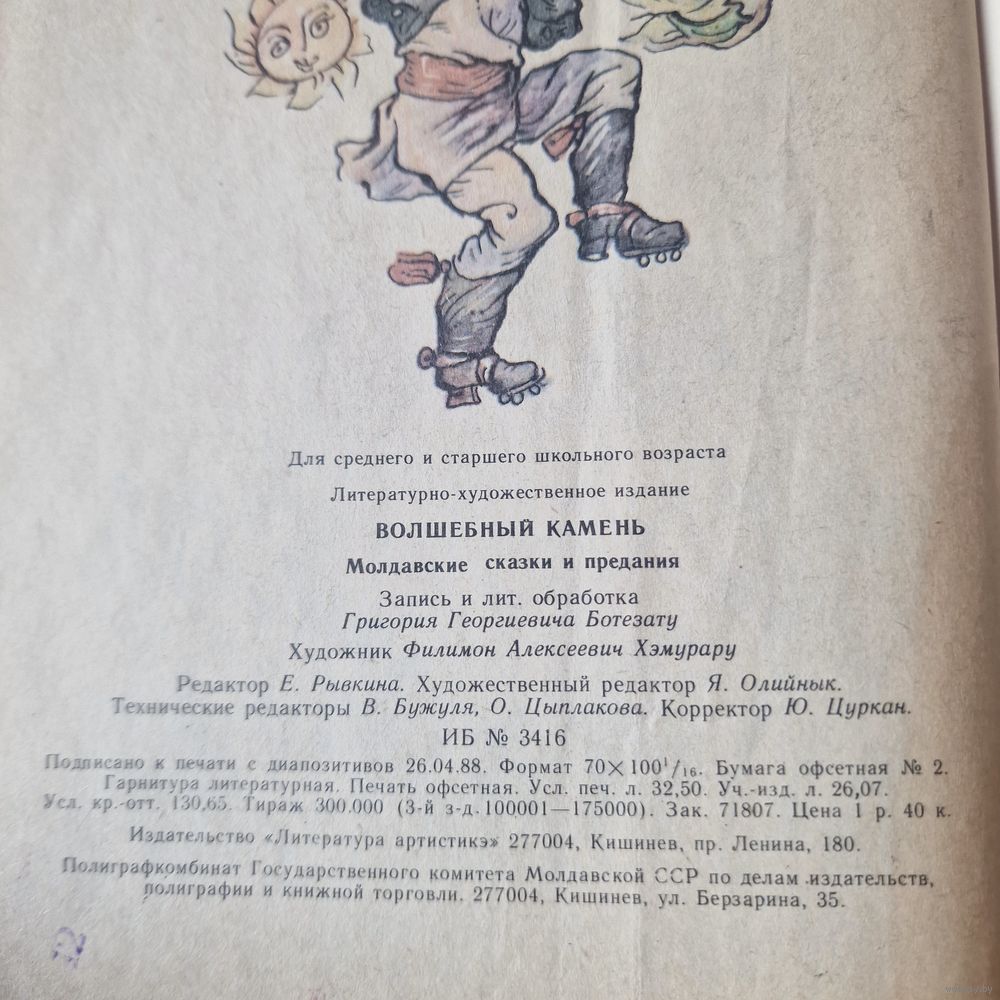 Для среднего и старшего школьного возраста
Литературно-художественное издание
ВОЛШЕБНЫЙ КАМЕНЬ
Молдавские сказки и предания
Запись и лит. обработка
Григория Георгиевича Ботезату
Художник Филимон Алексеевич Хэмурару
Редактор Е. Рывкина. Художественный редактор Я. Олийнык.
Технические редакторы В. Бужуля, О. Цыплакова. Корректор Ю. Цуркан.
ИБ № 3416
Подписано к печати с диапозитивов 26.04.88. Формат 70×100¹/₁₆. Бумага офсетная № 2.
Гарнитура литературная. Печать офсетная. Усл. печ. л. 32,50. Уч.-изд. л. 26,07.
Усл. кр.-отт. 130,65. Тираж 300.000 (3-й з-д. 100001—175000). Зак. 71807. Цена 1 р. 40 к.
Издательство «Литература артистикэ» 277004, Кишинев, пр. Ленина, 180.
Полиграфкомбинат Государственного комитета Молдавской ССР по делам издательств,
полиграфии и книжной торговли. 277004, Кишинев, ул. Берзарина, 35.